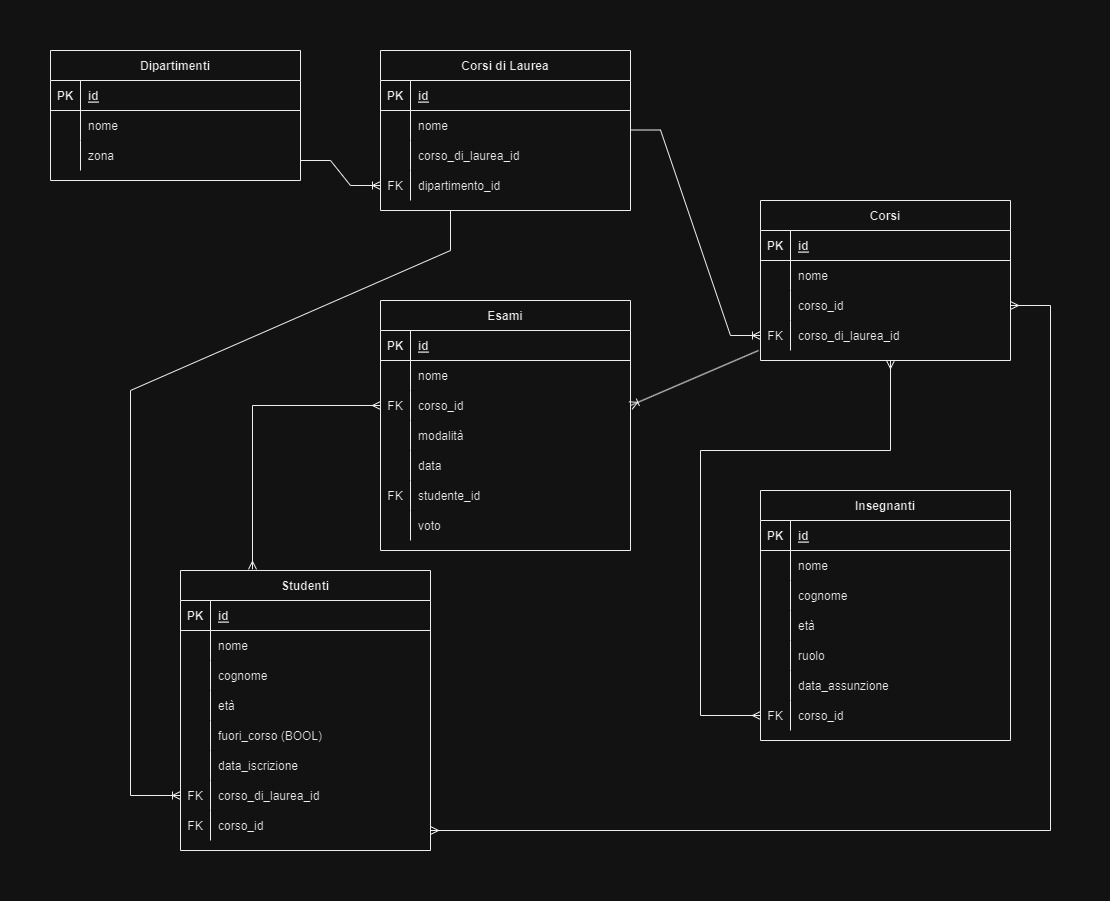 Dipartimenti
PK id
nome
zona
Corsi di Laurea
PK id
nome
corso_di_laurea_id
FK dipartimento_id
Corsi
PK id
nome
corso_id
FK corso_di_laurea_id
Esami
PK id
nome
FK corso_id
modalità
data
FK studente_id
voto
Insegnanti
PK id
nome
cognome
età
ruolo
data_assunzione
FK corso_id
Studenti
PK id
nome
cognome
età
fuori_corso (BOOL)
data_iscrizione
FK corso_di_laurea_id
FK corso_id